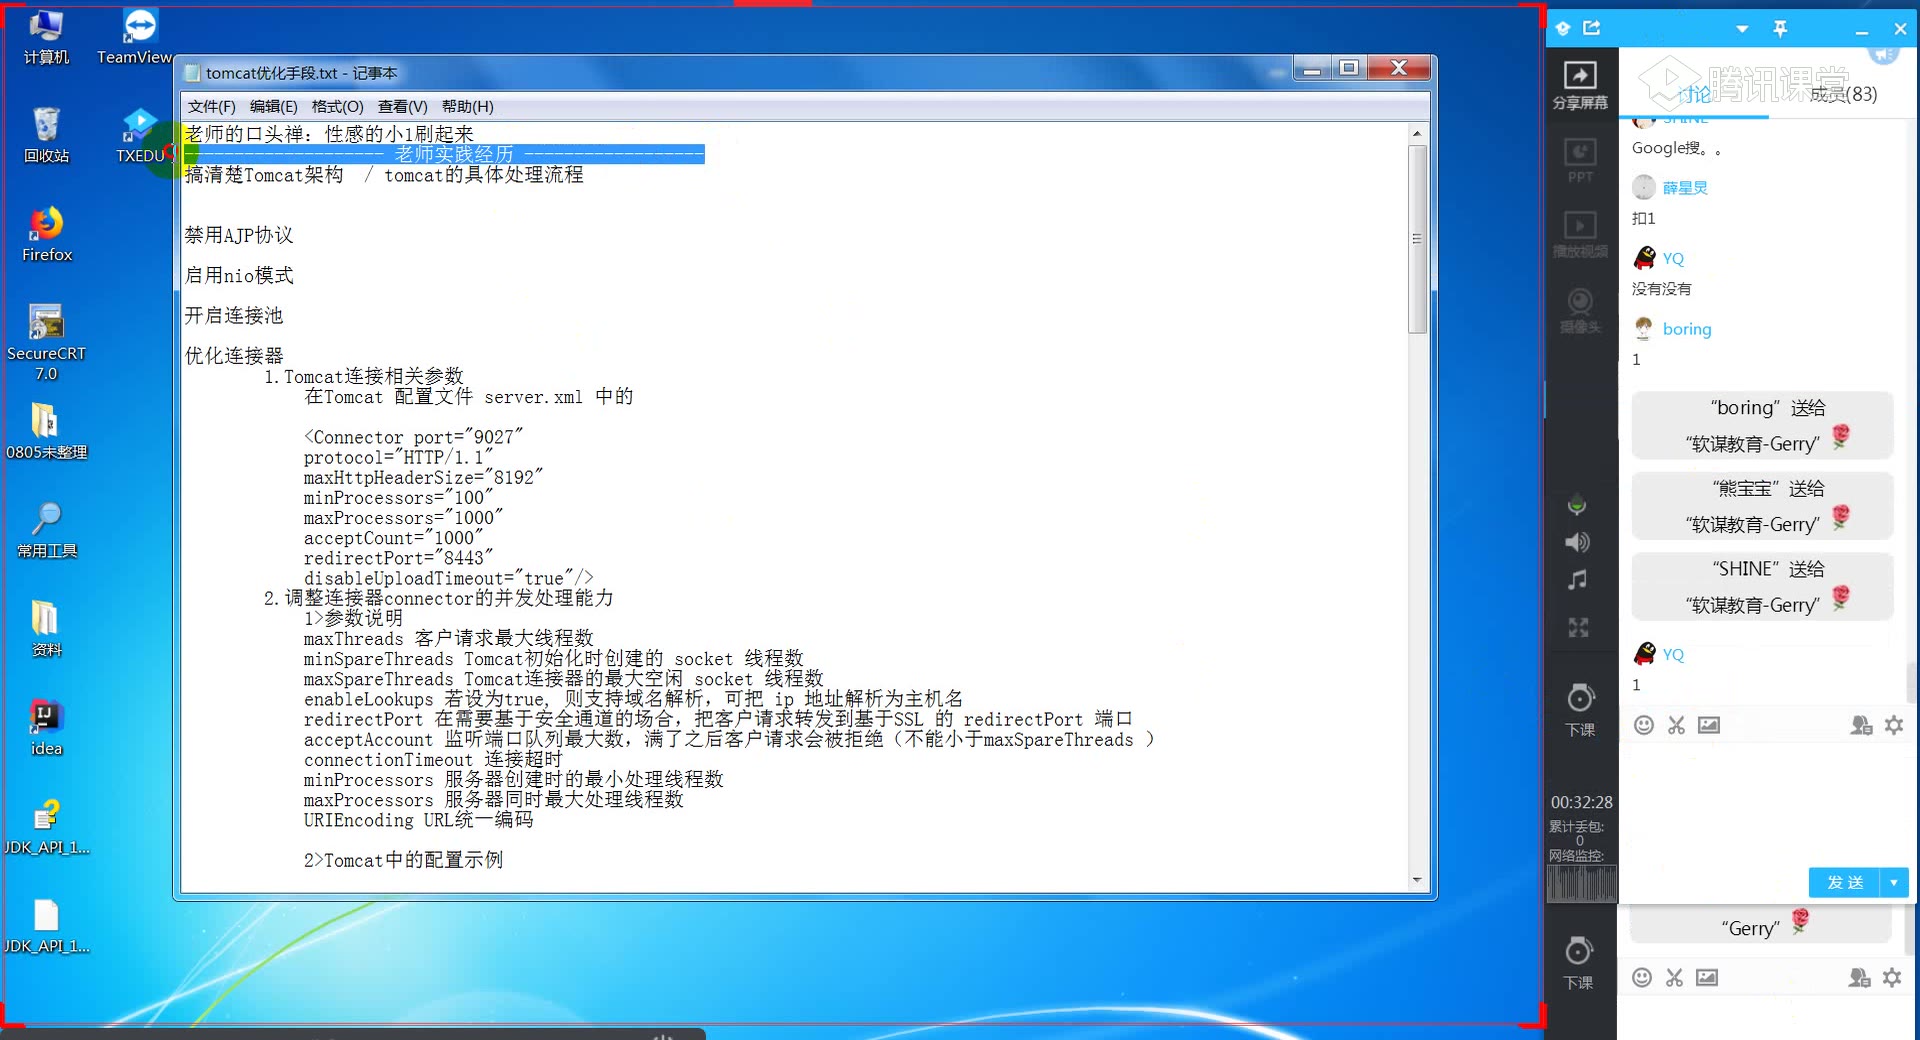 计算机
TeamView
回收站
TXEDU
Firefox
SecureCRT
7.0
0805未整理
常用工具
资料
idea
JDK_API_1...
JDK_API_1...
tomcat优化手段.txt - 记事本
文件(F) 编辑(E) 格式(O) 查看(V) 帮助(H)
老师的口头禅：性感的小1刷起来
-------------------- 老师实践经历 ------------------
搞清楚Tomcat架构 / tomcat的具体处理流程
禁用AJP协议
启用nio模式
开启连接池
优化连接器
1.Tomcat连接相关参数
在Tomcat 配置文件 server.xml 中的
<Connector port="9027"
protocol="HTTP/1.1"
maxHttpHeaderSize="8192"
minProcessors="100"
maxProcessors="1000"
acceptCount="1000"
redirectPort="8443"
disableUploadTimeout="true"/>
2.调整连接器connector的并发处理能力
1>参数说明
maxThreads 客户请求最大线程数
minSpareThreads Tomcat初始化时创建的 socket 线程数
maxSpareThreads Tomcat连接器的最大空闲 socket 线程数
enableLookups 若设为true, 则支持域名解析，可把 ip 地址解析为主机名
redirectPort 在需要基于安全通道的场合，把客户请求转发到基于SSL 的 redirectPort 端口
acceptAccount 监听端口队列最大数，满了之后客户请求会被拒绝（不能小于maxSpareThreads ）
connectionTimeout 连接超时
minProcessors 服务器创建时的最小处理线程数
maxProcessors 服务器同时最大处理线程数
URIEncoding URL统一编码
2>Tomcat中的配置示例
分享屏幕
PPT
播放视频
摄像头
下课
00:32:28
累计丢包:
0
网络监控:
下课
腾讯课堂
讨论
成员(83)
SHINE
Google搜。。
薛星炅
扣1
YQ
没有没有
boring
1
“boring” 送给
“软谋教育-Gerry”
“熊宝宝” 送给
“软谋教育-Gerry”
“SHINE” 送给
“软谋教育-Gerry”
YQ
1
发送
“Gerry”